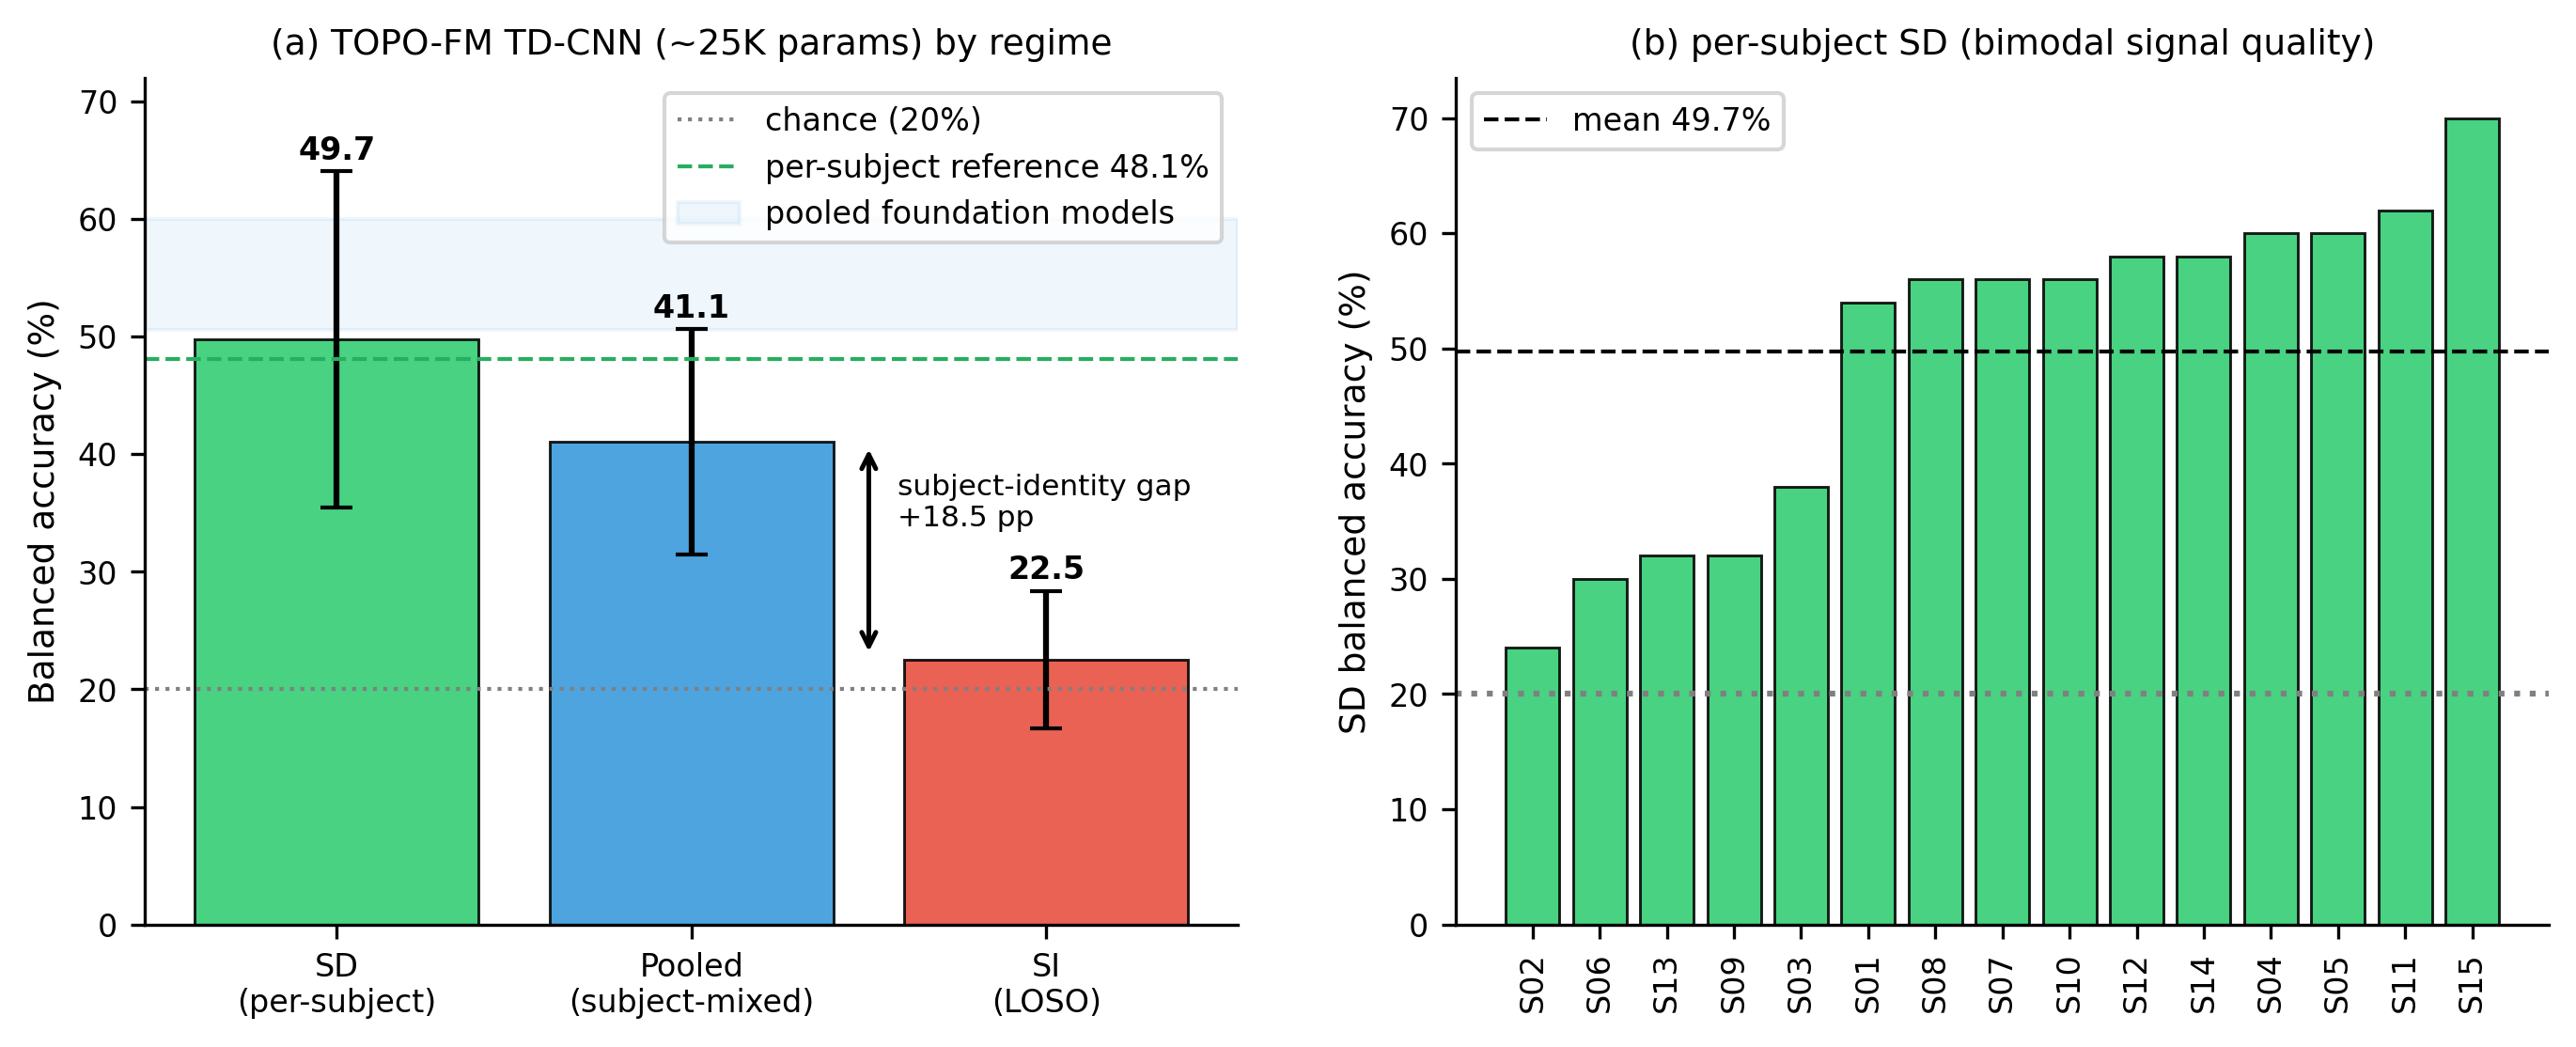 (a) TOPO-FM TD-CNN (~25K params) by regime
Balanced accuracy (%)
70
60
50
40
30
20
10
0
chance (20%)
per-subject reference 48.1%
pooled foundation models
49.7
41.1
subject-identity gap
+18.5 pp
22.5
SD
(per-subject)
Pooled
(subject-mixed)
SI
(LOSO)
(b) per-subject SD (bimodal signal quality)
SD balanced accuracy (%)
70
60
50
40
30
20
10
0
mean 49.7%
S02
S06
S13
S09
S03
S01
S08
S07
S10
S12
S14
S04
S05
S11
S15